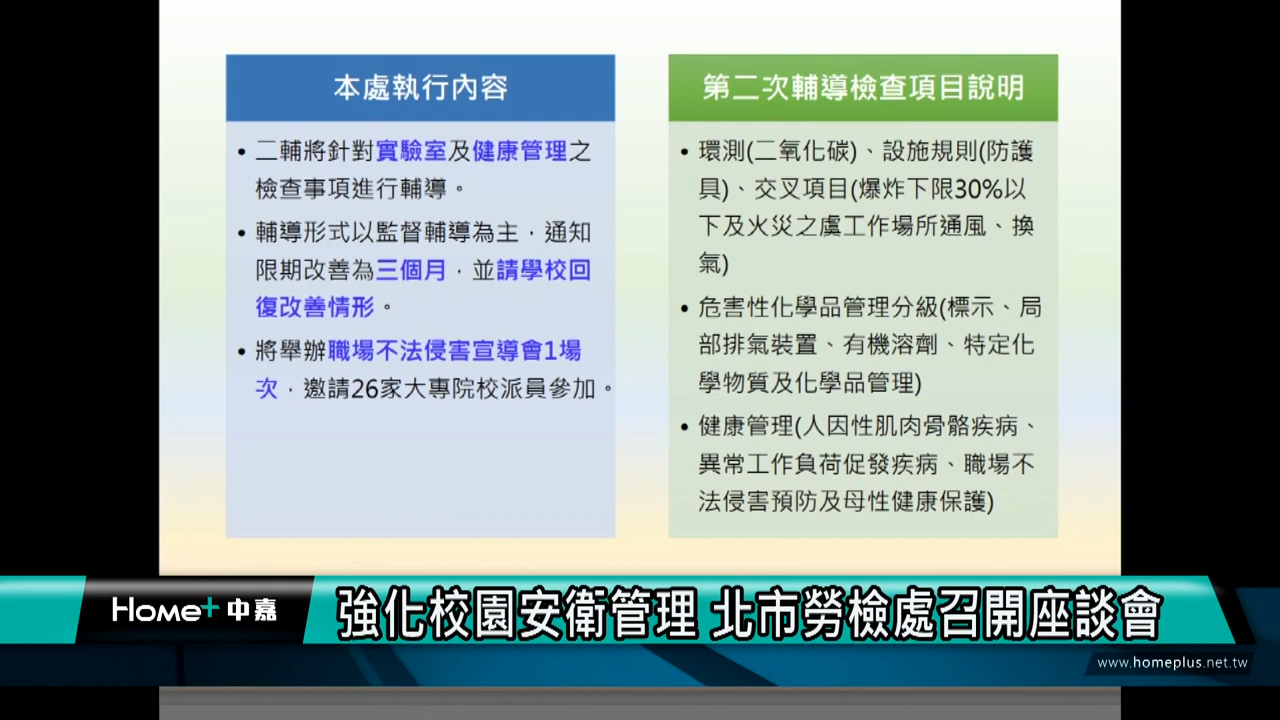 本處執行內容
• 二輔將針對實驗室及健康管理之
檢查事項進行輔導。
• 輔導形式以監督輔導為主，通知
限期改善為三個月，並請學校回
復改善情形。
• 將舉辦職場不法侵害宣導會1場
次，邀請26家大專院校派員參加。
第二次輔導檢查項目說明
• 環測(二氧化碳)、設施規則(防護
具)、交叉項目(爆炸下限30%以
下及火災之虞工作場所通風、換
氣)
• 危害性化學品管理分級(標示、局
部排氣裝置、有機溶劑、特定化
學物質及化學品管理)
• 健康管理(人因性肌肉骨骼疾病、
異常工作負荷促發疾病、職場不
法侵害預防及母性健康保護)
Home+中嘉
強化校園安衛管理 北市勞檢處召開座談會
www.homeplus.net.tw